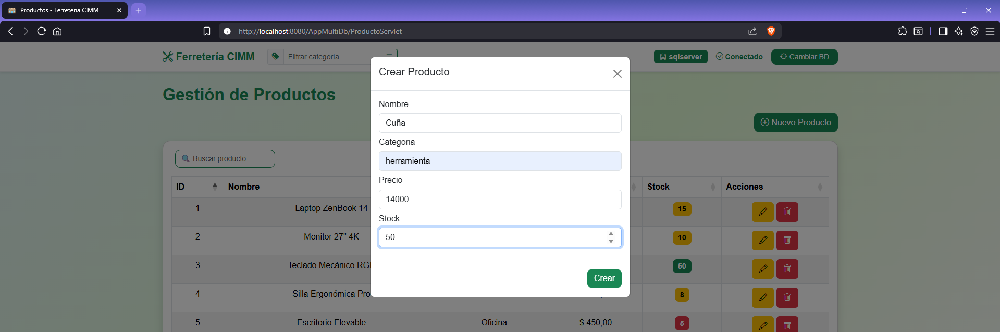 Productos - Ferretería CIMM
http://localhost:8080/AppMultiDb/ProductoServlet
Ferretería CIMM
Filtrar categoría...
sqlserver
Conectado
Cambiar BD
Gestión de Productos
Nuevo Producto
Buscar producto...
ID
Nombre
Stock
Acciones
1
Laptop ZenBook 14
15
2
Monitor 27" 4K
10
3
Teclado Mecánico
50
4
Silla Ergonómica Pro
8
5
Escritorio Elevable
Oficina
$ 450,00
5
Crear Producto
Nombre
Cuña
Categoria
herramienta
Precio
14000
Stock
50
Crear